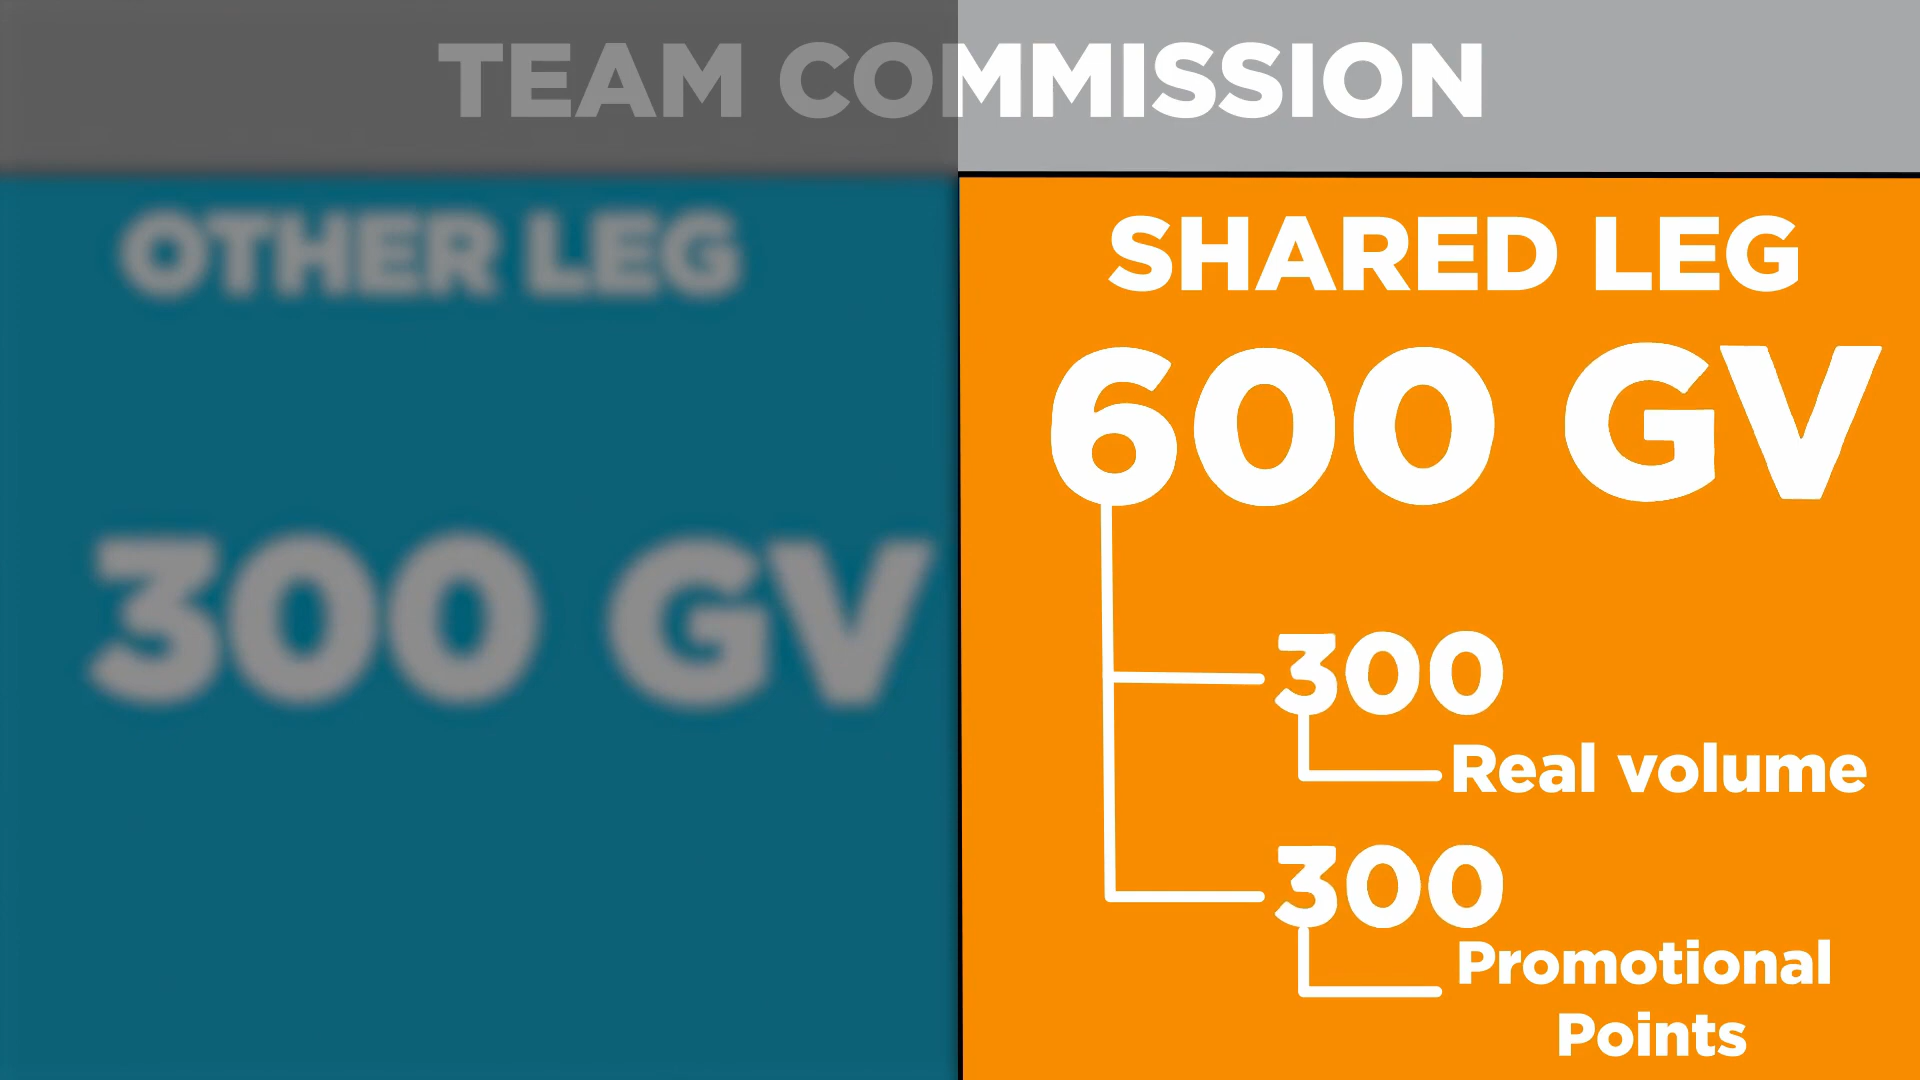 TEAM COMMISSION
OTHER LEG
300 GV
SHARED LEG
600 GV
300
Real volume
300
Promotional
Points